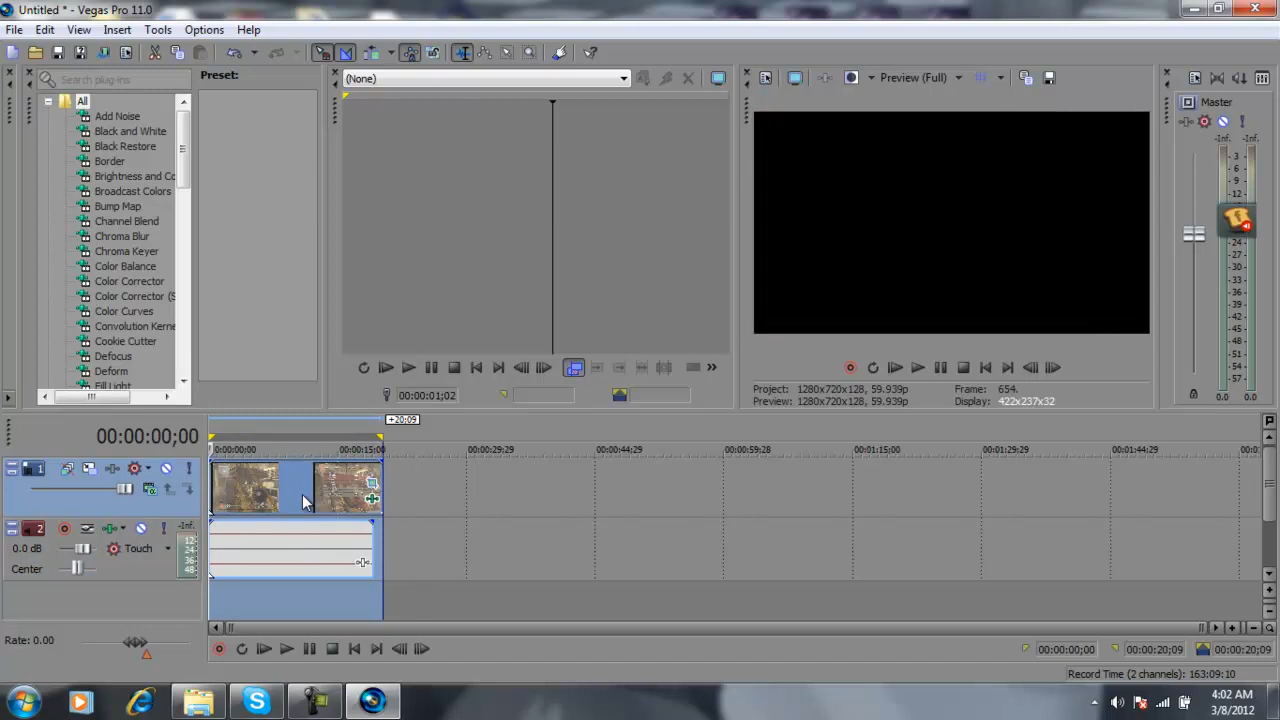 Untitled * - Vegas Pro 11.0
File Edit View Insert Tools Options Help
Search plug-ins
Preset:
(None)
Preview (Full)
Master
All
Add Noise
Black and White
Black Restore
Border
Brightness and Co
Broadcast Colors
Bump Map
Channel Blend
Chroma Blur
Chroma Keyer
Color Balance
Color Corrector
Color Corrector (S
Color Curves
Convolution Kerne
Cookie Cutter
Defocus
Deform
Fill Light
-Inf. -Inf.
3
6
9
12
24
27
30
33
36
39
42
45
48
51
54
57
0.0 0.0
00:00:01;02
Project: 1280x720x128, 59.939p
Frame: 654.
Preview: 1280x720x128, 59.939p
Display: 422x237x32
+20;09
00:00:00;00
0:00:00;00 00:00:15;00 00:00:29;29 00:00:44;29 00:00:59;28 00:01:15;00 00:01:29;29 00:01:44;29 00:0
1
2
-Inf.
0.0 dB
Touch
12
24
36
48
Center
Rate: 0.00
00:00:00;00 00:00:20;09 00:00:20;09
Record Time (2 channels): 163:09:10
4:02 AM
3/8/2012